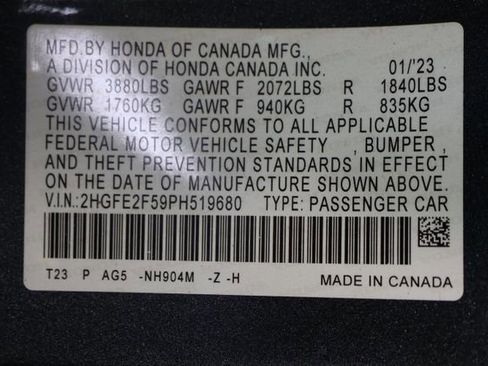 MFD.BY HONDA OF CANADA MFG.,
A DIVISION OF HONDA CANADA INC. 01/'23
GVWR 3880LBS GAWR F 2072LBS R 1840LBS
GVWR 1760KG GAWR F 940KG R 835KG
THIS VEHICLE CONFORMS TO ALL APPLICABLE
FEDERAL MOTOR VEHICLE SAFETY , BUMPER ,
AND THEFT PREVENTION STANDARDS IN EFFECT
ON THE DATE OF MANUFACTURE SHOWN ABOVE.
V.I.N.:2HGFE2F59PH519680 TYPE: PASSENGER CAR
T23 P AG5 -NH904M -Z -H MADE IN CANADA